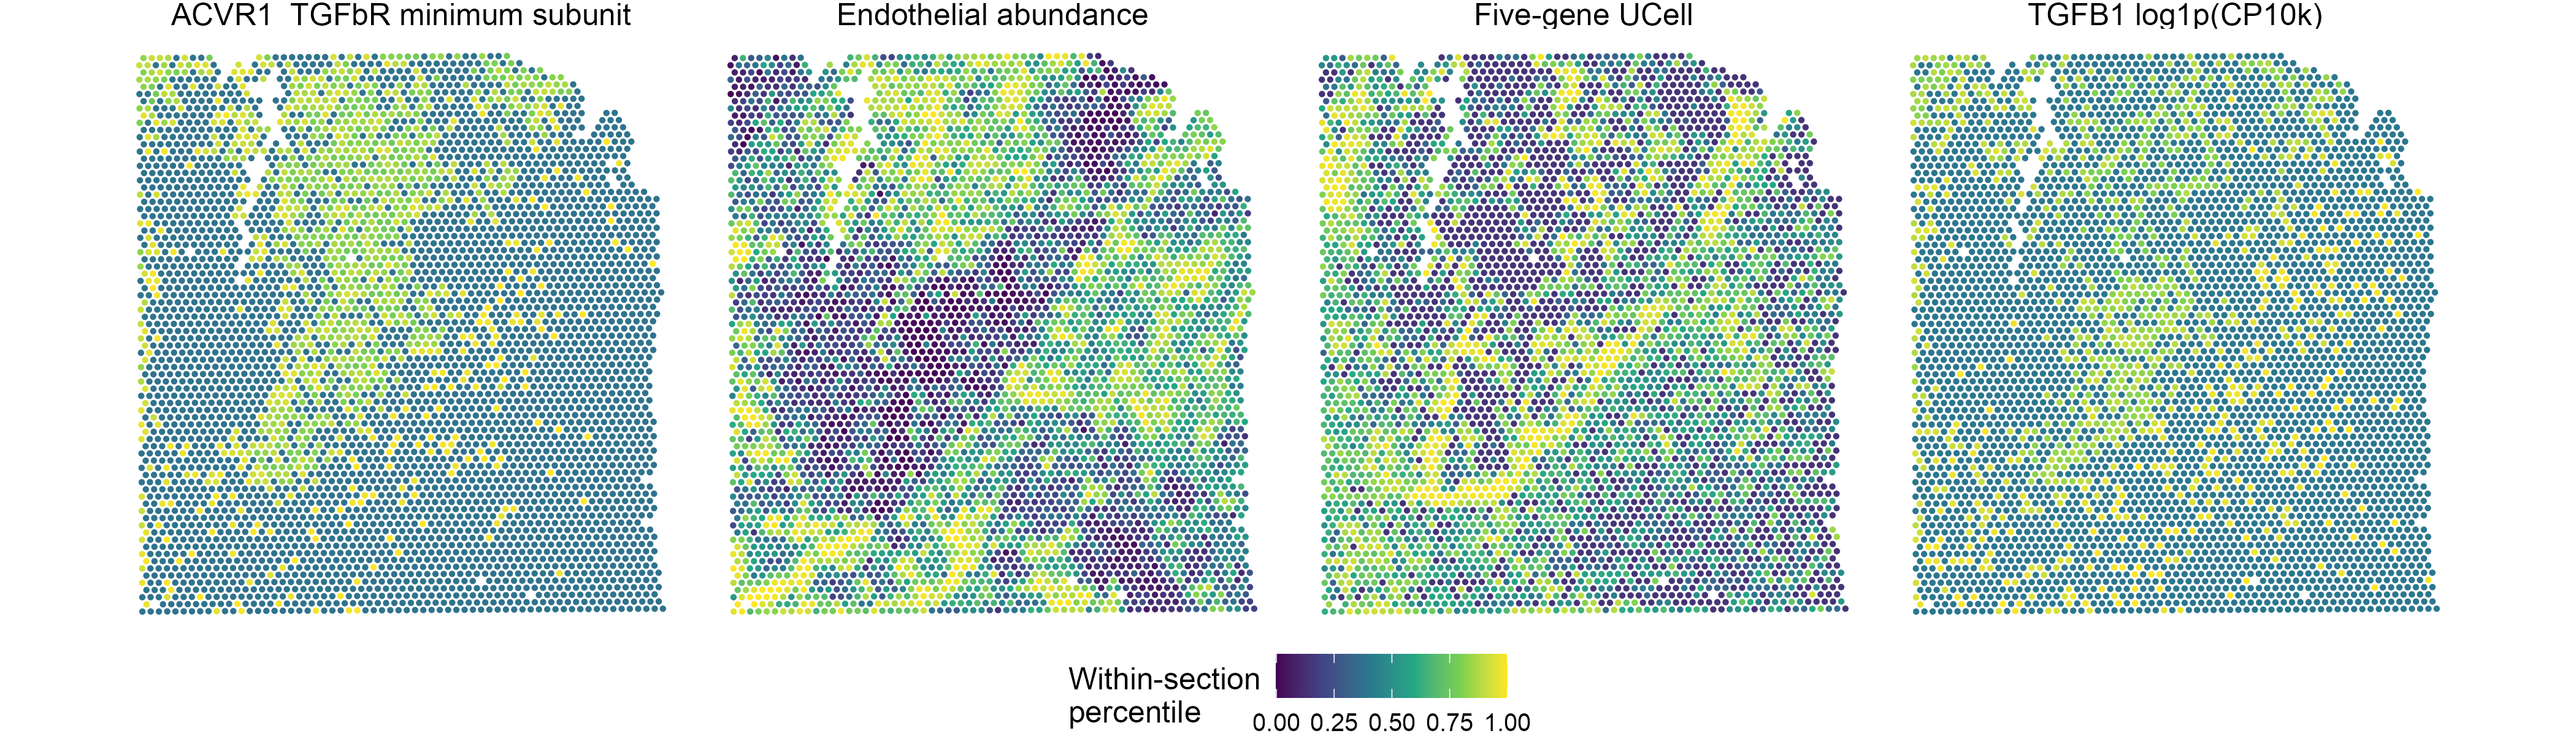 ACVR1 TGFbR minimum subunit
Endothelial abundance
Five-gene UCell
TGFB1 log1p(CP10k)
Within-section
percentile
0.00 0.25 0.50 0.75 1.00